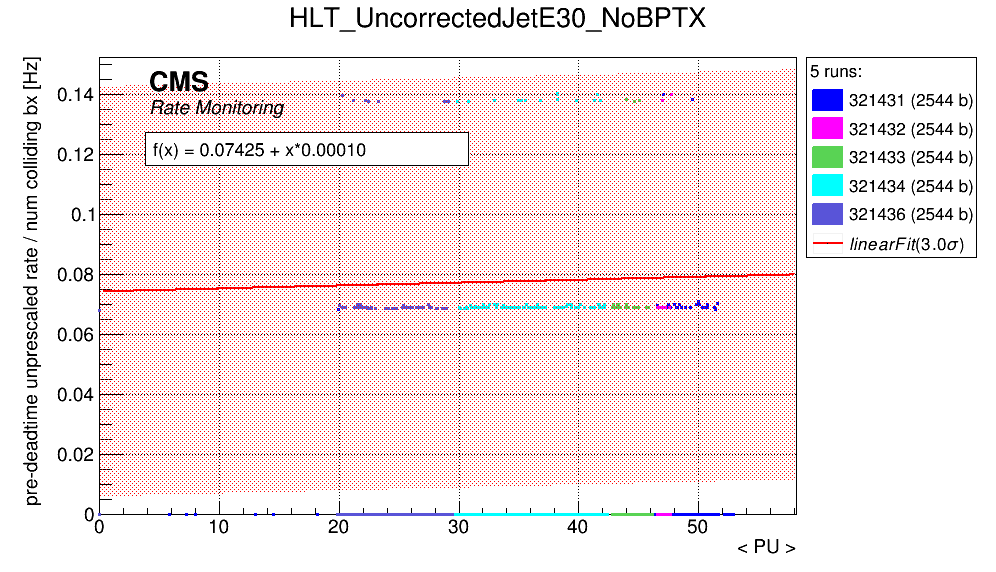 HLT_UncorrectedJetE30_NoBPTX
pre-deadtime unprescaled rate / num colliding bx [Hz]
CMS
Rate Monitoring
f(x) = 0.07425 + x*0.00010
0.14
0.12
0.1
0.08
0.06
0.04
0.02
0
0 10 20 30 40 50
< PU >
5 runs:
321431 (2544 b)
321432 (2544 b)
321433 (2544 b)
321434 (2544 b)
321436 (2544 b)
linearFit(3.0σ)